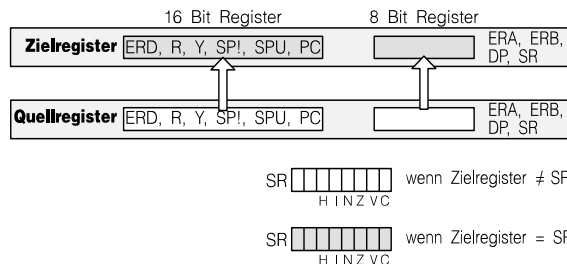 16 Bit Register 8 Bit Register
Zielregister ERD, R, Y, SP!, SPU, PC ERA, ERB,
DP, SR
Quellregister ERD, R, Y, SP!, SPU, PC ERA, ERB,
DP, SR
SR wenn Zielregister ≠ SR
H I N Z V C
SR wenn Zielregister = SR
H I N Z V C